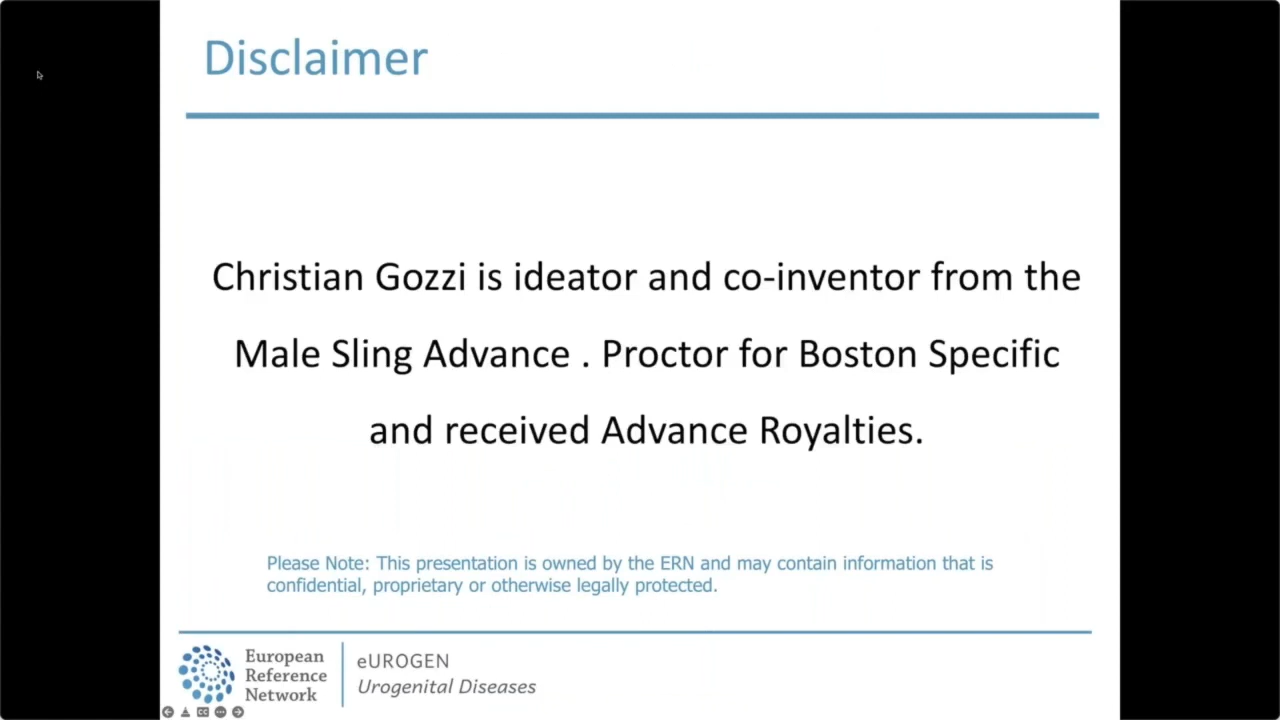 Disclaimer
Christian Gozzi is ideator and co-inventor from the
Male Sling Advance . Proctor for Boston Specific
and received Advance Royalties.
Please Note: This presentation is owned by the ERN and may contain information that is
confidential, proprietary or otherwise legally protected.
European
Reference
Network
eUROGEN
Urogenital Diseases